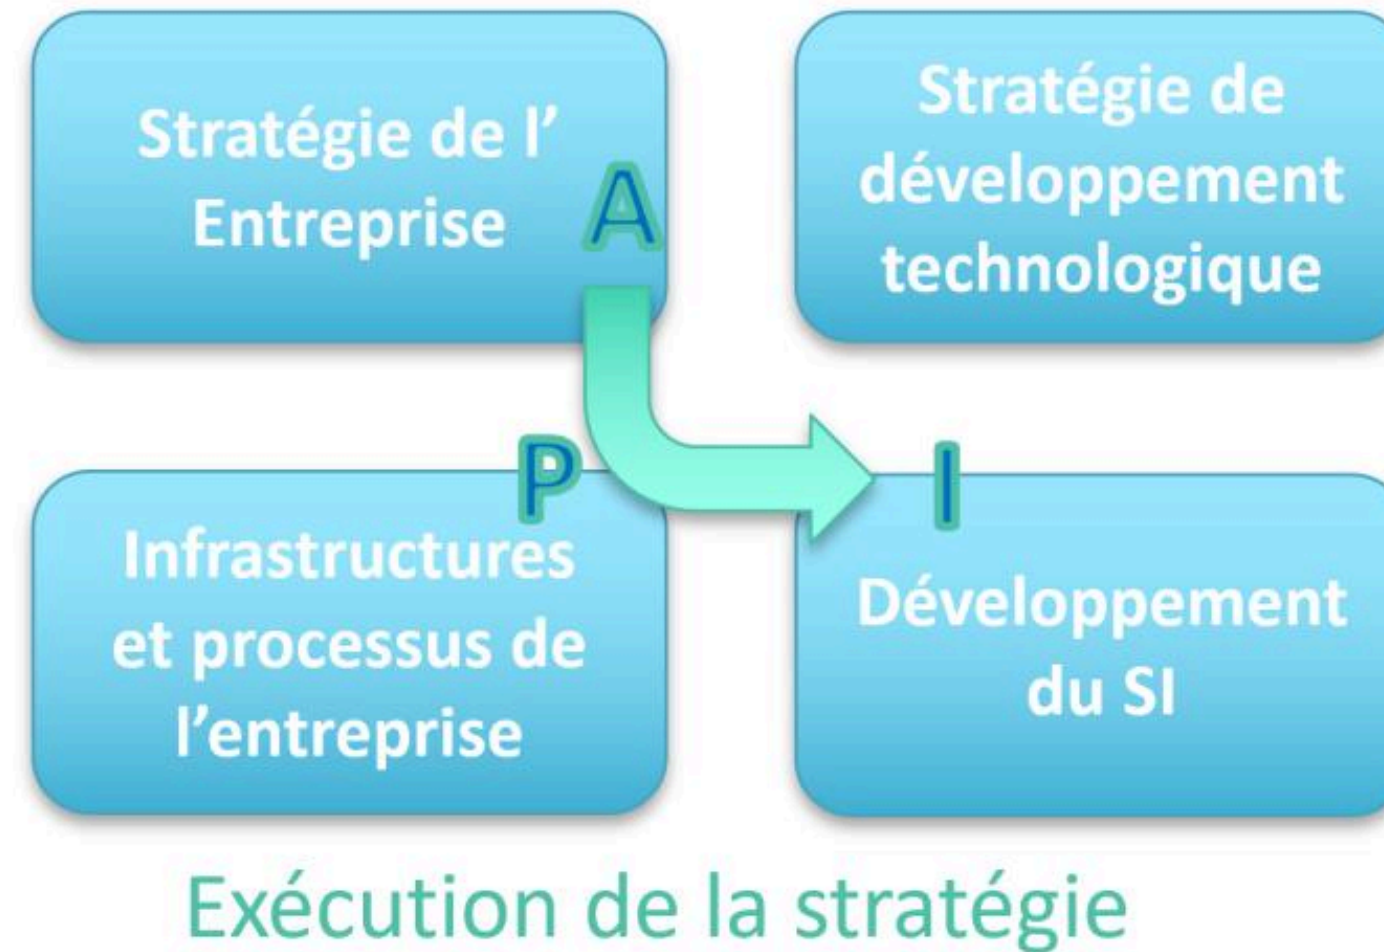 Stratégie de l’
Entreprise
A
Stratégie de
développement
technologique
P
Infrastructures
et processus de
l’entreprise
I
Développement
du SI
Exécution de la stratégie